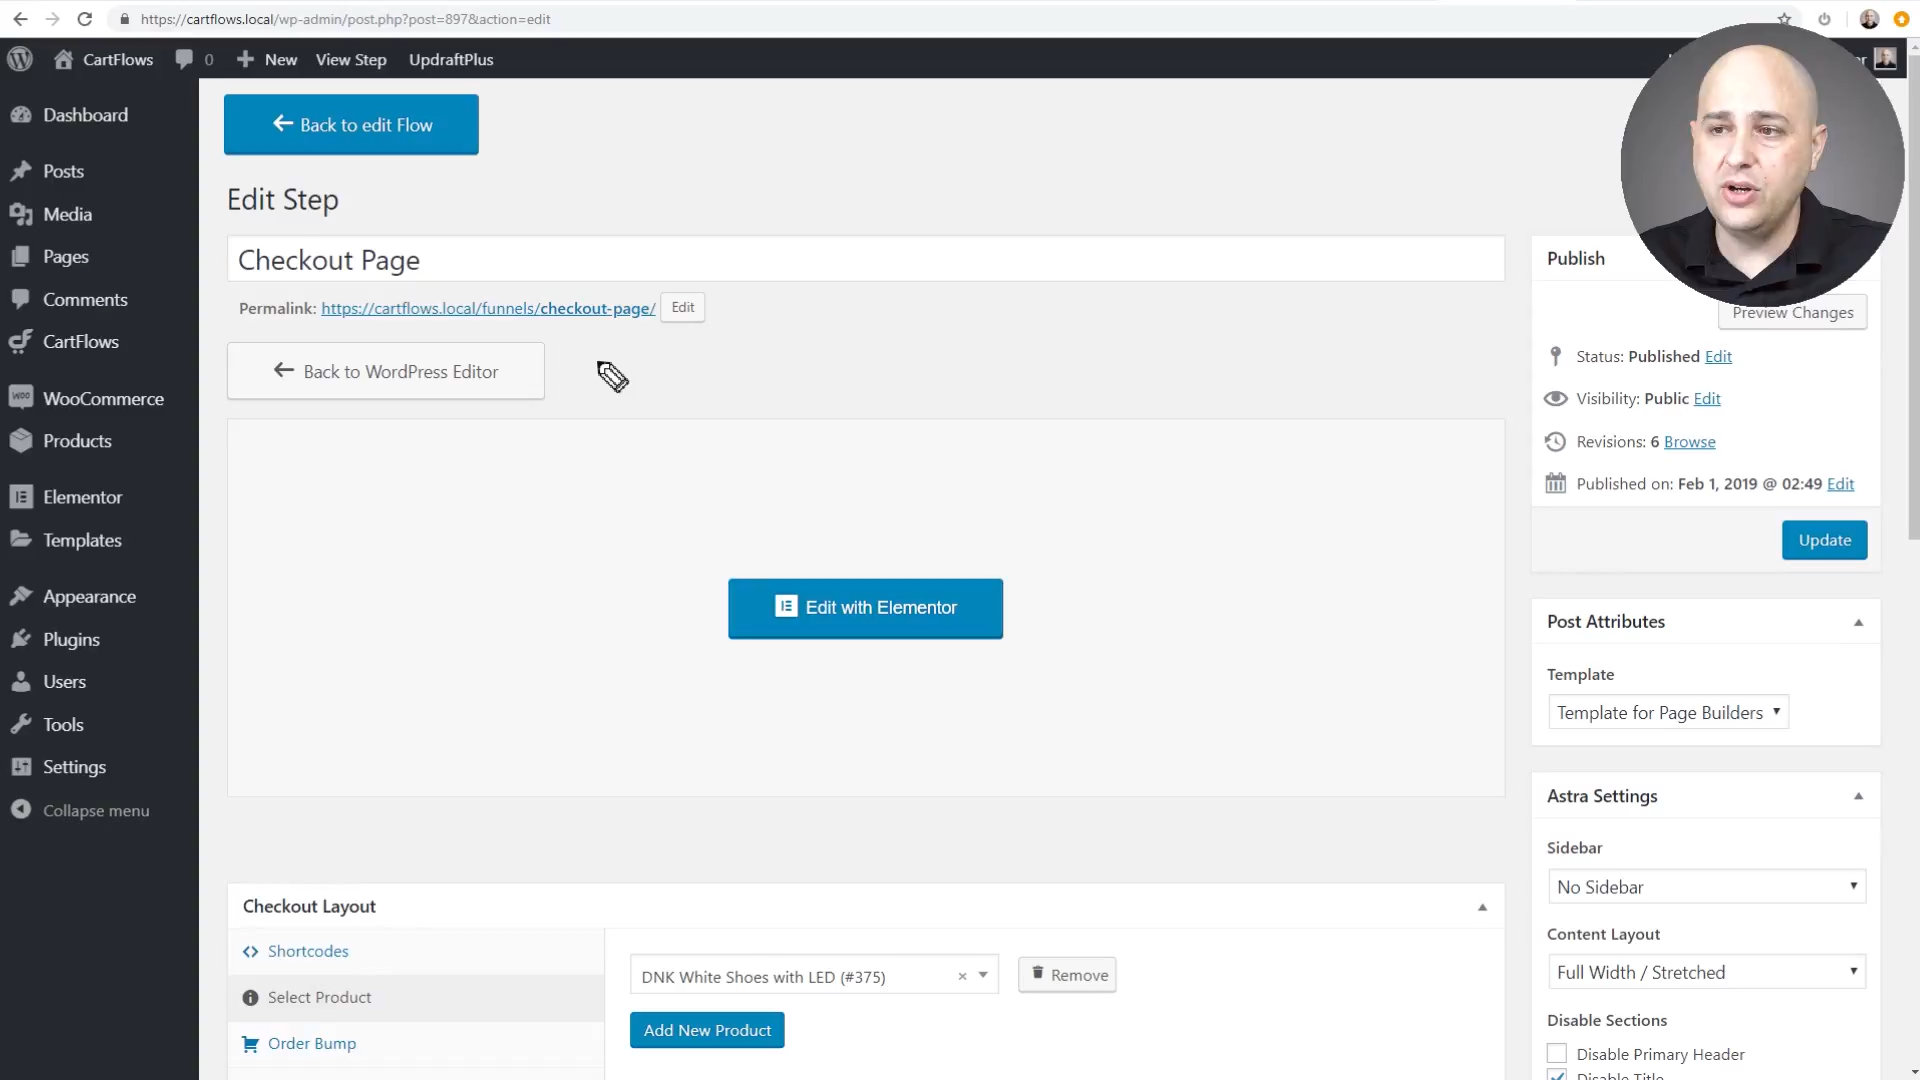 https://cartflows.local/wp-admin/post.php?post=897&action=edit
CartFlows
0
New
View Step
UpdraftPlus
Dashboard
Posts
Media
Pages
Comments
CartFlows
WooCommerce
Products
Elementor
Templates
Appearance
Plugins
Users
Tools
Settings
Collapse menu
Back to edit Flow
Edit Step
Checkout Page
Permalink: https://cartflows.local/funnels/checkout-page/ Edit
Back to WordPress Editor
Edit with Elementor
Checkout Layout
Shortcodes
Select Product
Order Bump
DNK White Shoes with LED (#375) ×
Remove
Add New Product
Publish
Preview Changes
Status: Published Edit
Visibility: Public Edit
Revisions: 6 Browse
Published on: Feb 1, 2019 @ 02:49 Edit
Update
Post Attributes
Template
Template for Page Builders
Astra Settings
Sidebar
No Sidebar
Content Layout
Full Width / Stretched
Disable Sections
Disable Primary Header
Disable Title